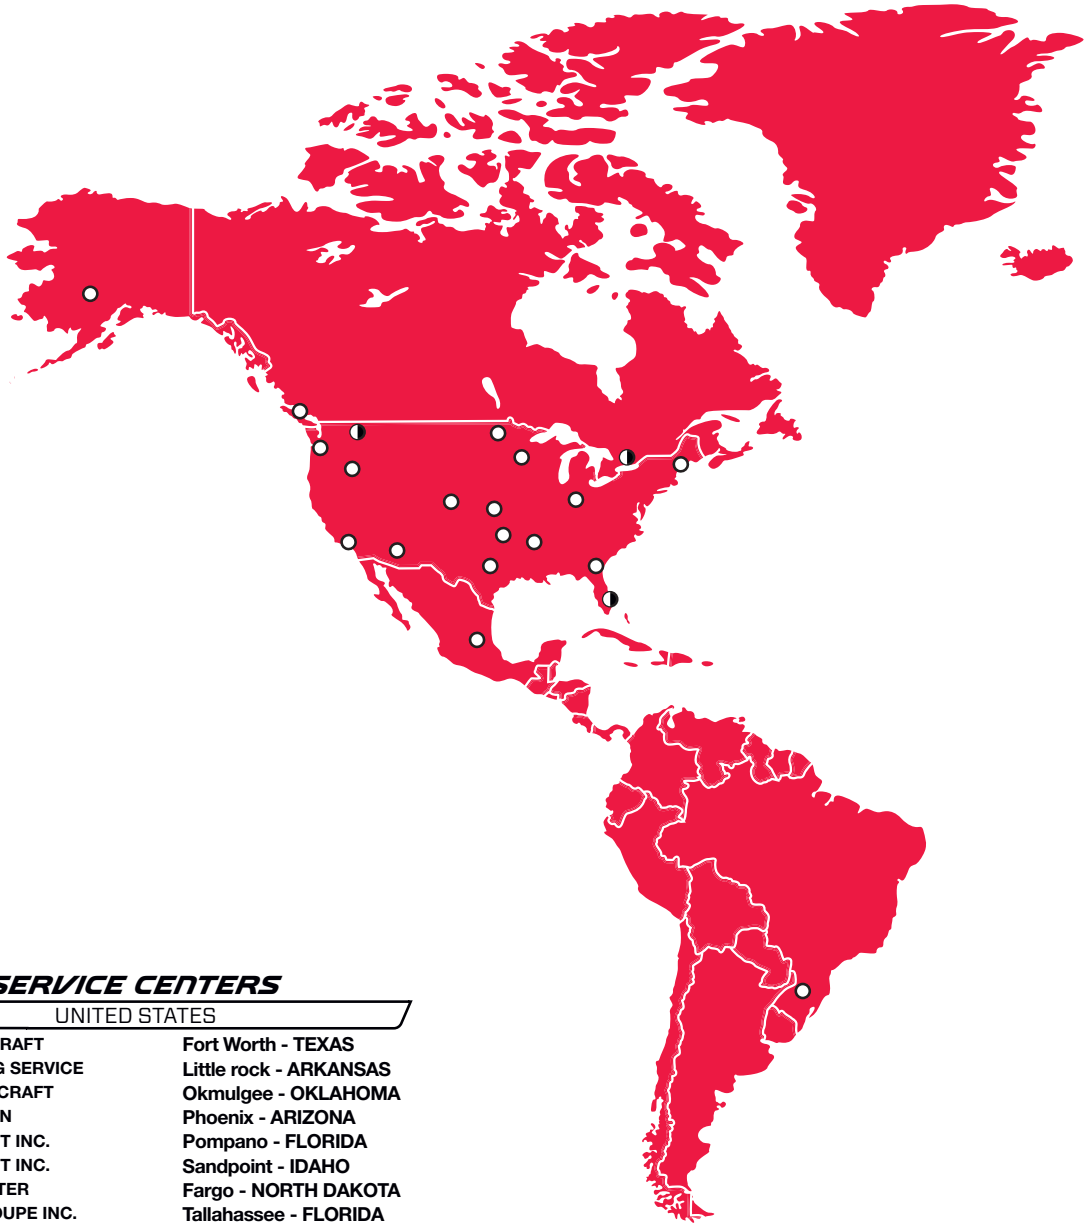 SERVICE CENTERS
UNITED STATES
RAFT Fort Worth - TEXAS
G SERVICE Little rock - ARKANSAS
CRAFT Okmulgee - OKLAHOMA
N Phoenix - ARIZONA
T INC. Pompano - FLORIDA
T INC. Sandpoint - IDAHO
TER Fargo - NORTH DAKOTA
OUPE INC. Tallahassee - FLORIDA